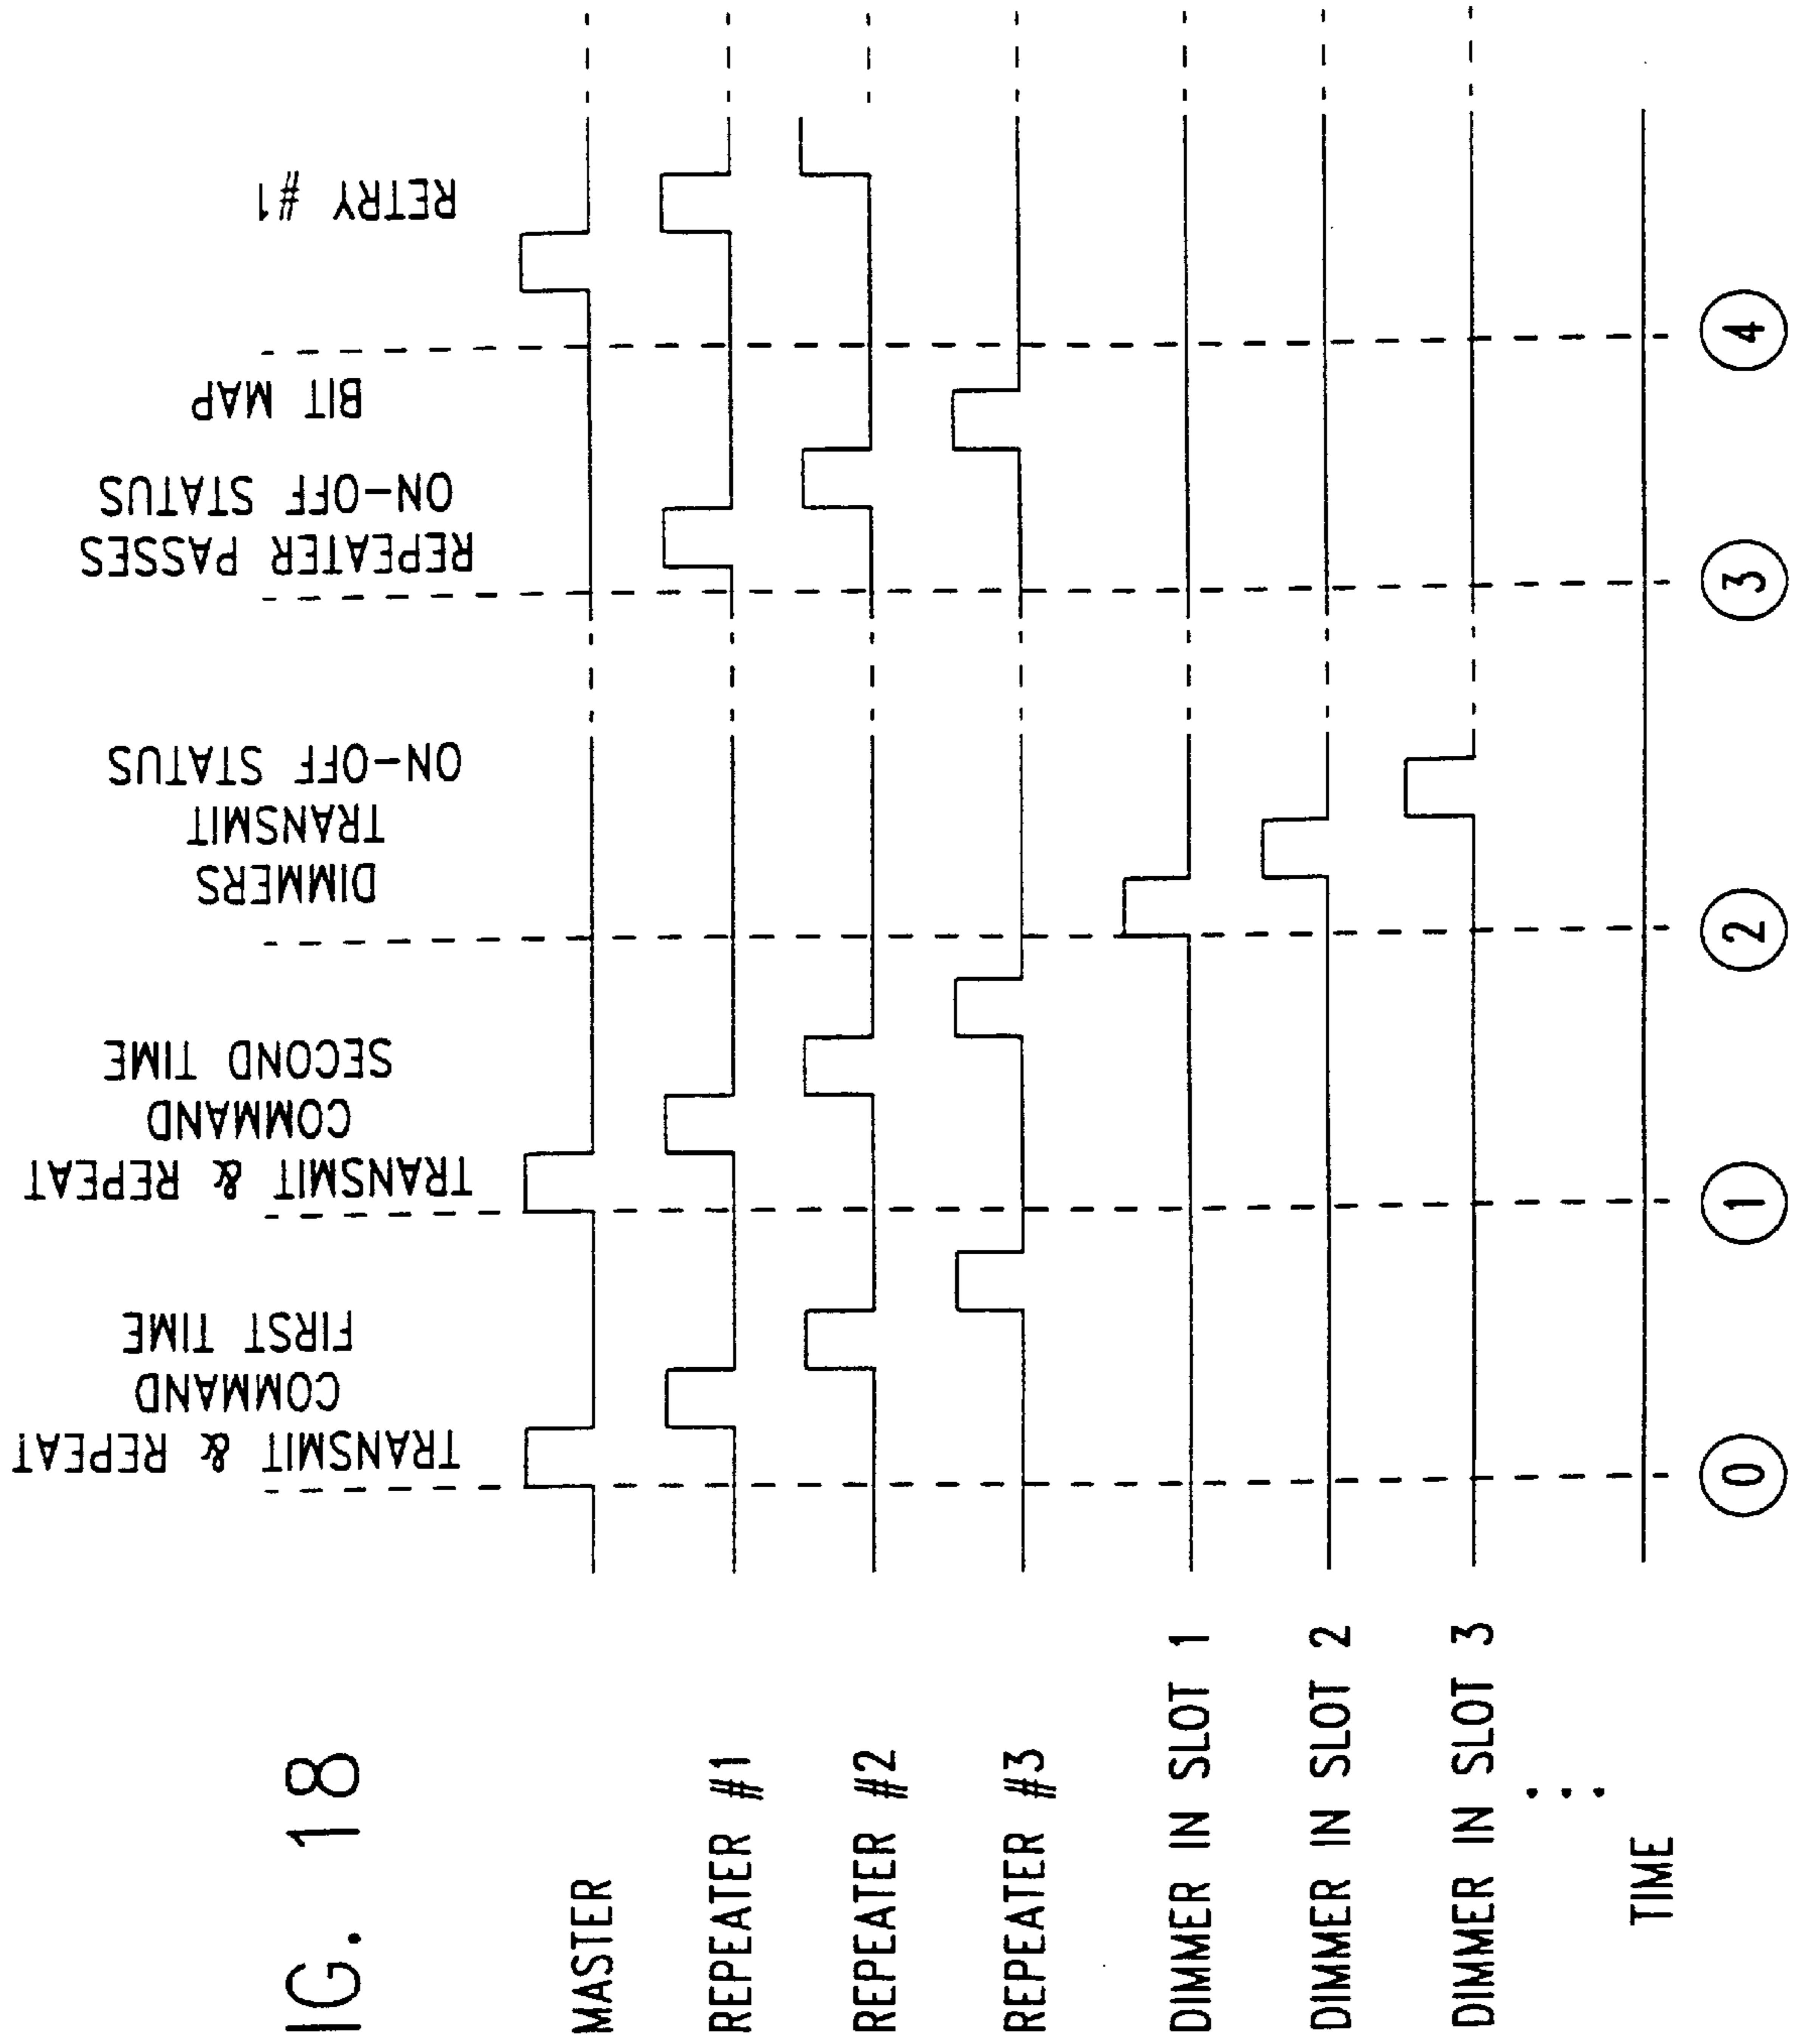 IG. 18
TRANSMIT & REPEAT
COMMAND
FIRST TIME
TRANSMIT & REPEAT
COMMAND
SECOND TIME
DIMMERS
TRANSMIT
ON-OFF STATUS
REPEATER PASSES
ON-OFF STATUS
BIT MAP
RETRY #1
MASTER
REPEATER #1
REPEATER #2
REPEATER #3
DIMMER IN SLOT 1
DIMMER IN SLOT 2
DIMMER IN SLOT 3
TIME
0 1 2 3 4